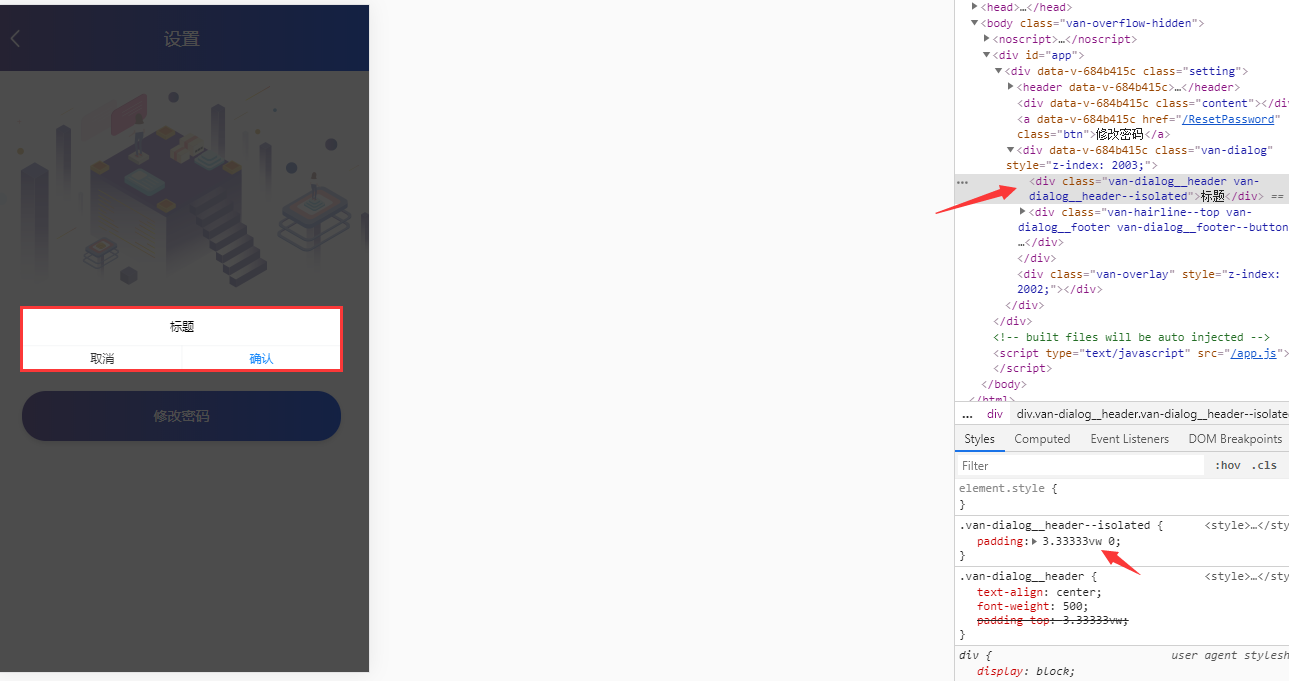 设置
标题
取消
确认
修改密码
<head>…</head>
<body class="van-overflow-hidden">
<noscript>…</noscript>
<div id="app">
<div data-v-684b415c class="setting">
<header data-v-684b415c>…</header>
<div data-v-684b415c class="content"></di
<a data-v-684b415c href="/ResetPassword"
class="btn">修改密码</a>
<div data-v-684b415c class="van-dialog"
style="z-index: 2003;">
<div class="van-dialog__header van-
dialog__header--isolated">标题</div> ==
<div class="van-hairline--top van-
dialog__footer van-dialog__footer--button
…</div>
</div>
<div class="van-overlay" style="z-index:
2002;"></div>
</div>
</div>
<!-- built files will be auto injected -->
<script type="text/javascript" src="/app.js">
</script>
</body>
</html>
... div div.van-dialog__header.van-dialog__header--isolate
Styles Computed Event Listeners DOM Breakpoints
Filter :hov .cls
element.style {
}
.van-dialog__header--isolated { <style>…</sty
padding: 3.33333vw 0;
}
.van-dialog__header { <style>…</sty
text-align: center;
font-weight: 500;
padding-top: 3.33333vw;
}
div { user agent stylesh
display: block;